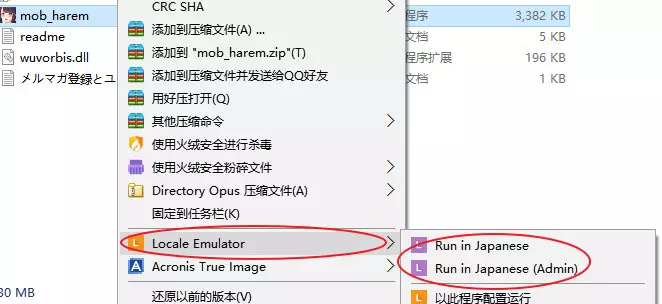 mob_harem
readme
wuvorbis.dll
メルマガ登録とユ
程序 3,382 KB
文档 5 KB
程序扩展 196 KB
文档 1 KB
CRC SHA
添加到压缩文件(A) ...
添加到 "mob_harem.zip"(T)
添加到压缩文件并发送给QQ好友
用好压打开(Q)
其他压缩命令
使用火绒安全进行杀毒
使用火绒安全粉碎文件
Directory Opus 压缩文件(A)
固定到任务栏(K)
L Locale Emulator
A Acronis True Image
还原以前的版本(V)
L Run in Japanese
L Run in Japanese (Admin)
L 以此程序配置运行
80 MB